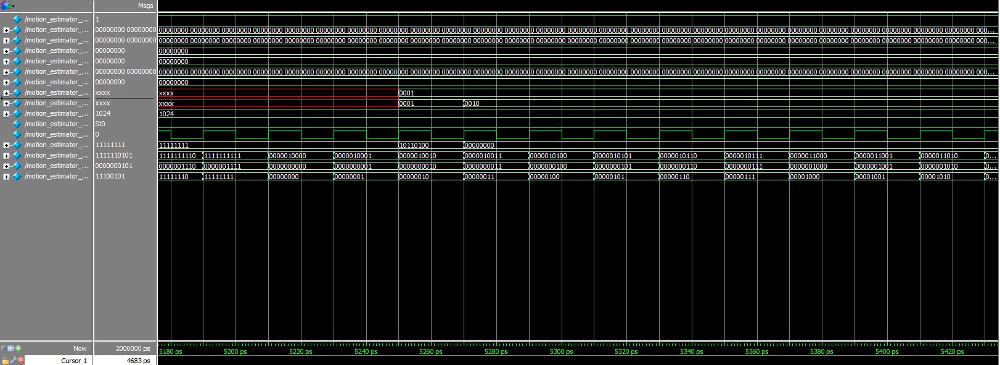 Msgs
/motion_estimator_... 1
/motion_estimator_... 00000000 00000000 00000000 00000000 00000000 00000000 00000000 00000000 00000000 00000000 00000000 00000000 00000000 00000000 00000000 00000000 00000000 00000000 00000000 00000000 00000000 00000000 00000000 00000000 00000000 00000000 00000000 00000000 000...
/motion_estimator_... 00000000 00000000 00000000 00000000 00000000 00000000 00000000 00000000 00000000 00000000 00000000 00000000 00000000 00000000 00000000 00000000 00000000 00000000 00000000 00000000 00000000 00000000 00000000 00000000 00000000 00000000 00000000 00000000 000...
/motion_estimator_... 00000000 00000000
/motion_estimator_... 00000000 00000000
/motion_estimator_... 00000000 00000000 00000000 00000000 00000000 00000000 00000000 00000000 00000000 00000000 00000000 00000000 00000000 00000000 00000000 00000000 00000000 00000000 00000000 00000000 00000000 00000000 00000000 00000000 00000000 00000000 00000000 00000000 000...
/motion_estimator_... 00000000 00000000
/motion_estimator_... xxxx xxxx 0001
/motion_estimator_... xxxx xxxx 0001 0010
/motion_estimator_... 1024 1024
/motion_estimator_... St0
/motion_estimator_... 0
/motion_estimator_... 11111111 11111111 10110100 00000000
/motion_estimator_... 1111110101 1111111110 1111111111 0000010000 0000010001 0000010010 0000010011 0000010100 0000010101 0000010110 0000010111 0000011000 0000011001 0000011010 0...
/motion_estimator_... 0000000101 0000001110 0000001111 0000000000 0000000001 0000000010 0000000011 0000000100 0000000101 0000000110 0000000111 0000001000 0000001001 0000001010 0...
/motion_estimator_... 11100101 11111110 11111111 00000000 00000001 00000010 00000011 00000100 00000101 00000110 00000111 00001000 00001001 00001010 0...
Now 2000000 ps 5180 ps 5200 ps 5220 ps 5240 ps 5260 ps 5280 ps 5300 ps 5320 ps 5340 ps 5360 ps 5380 ps 5400 ps 5420 ps
Cursor 1 4683 ps